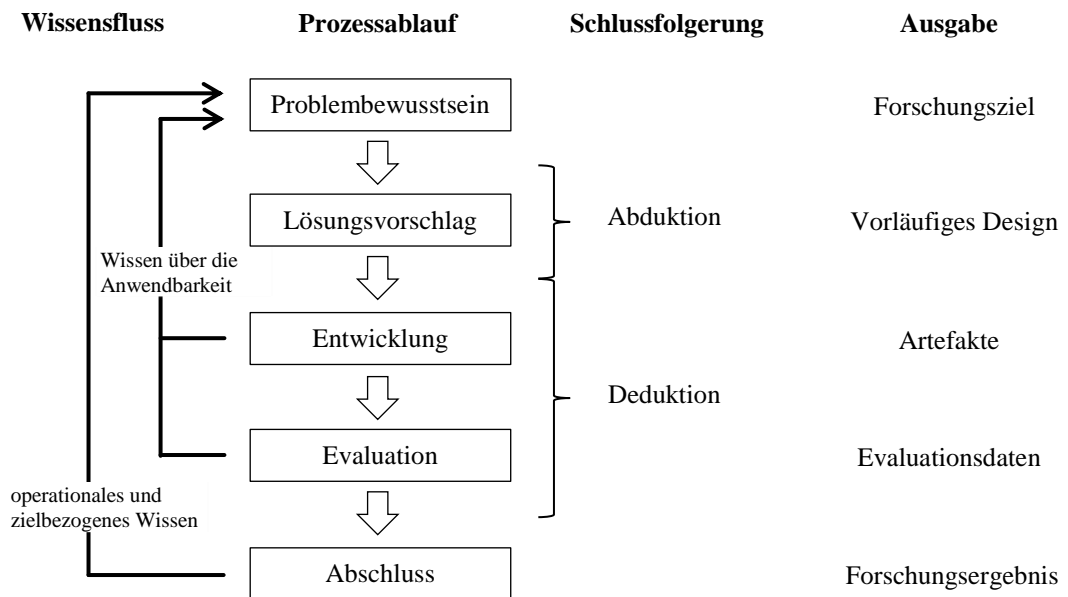 Wissensfluss
Prozessablauf
Schlussfolgerung
Ausgabe
Problembewusstsein
Forschungsziel
Lösungsvorschlag
Abduktion
Vorläufiges Design
Wissen über die
Anwendbarkeit
Entwicklung
Artefakte
Deduktion
Evaluation
Evaluationsdaten
operationales und
zielbezogenes Wissen
Abschluss
Forschungsergebnis